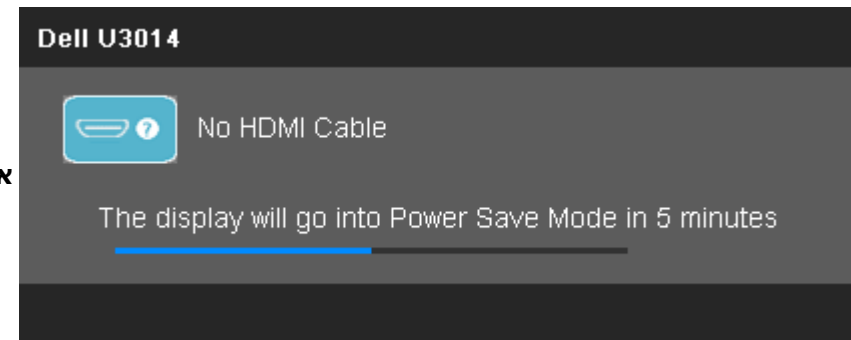 Dell U3014
No HDMI Cable
א
The display will go into Power Save Mode in 5 minutes